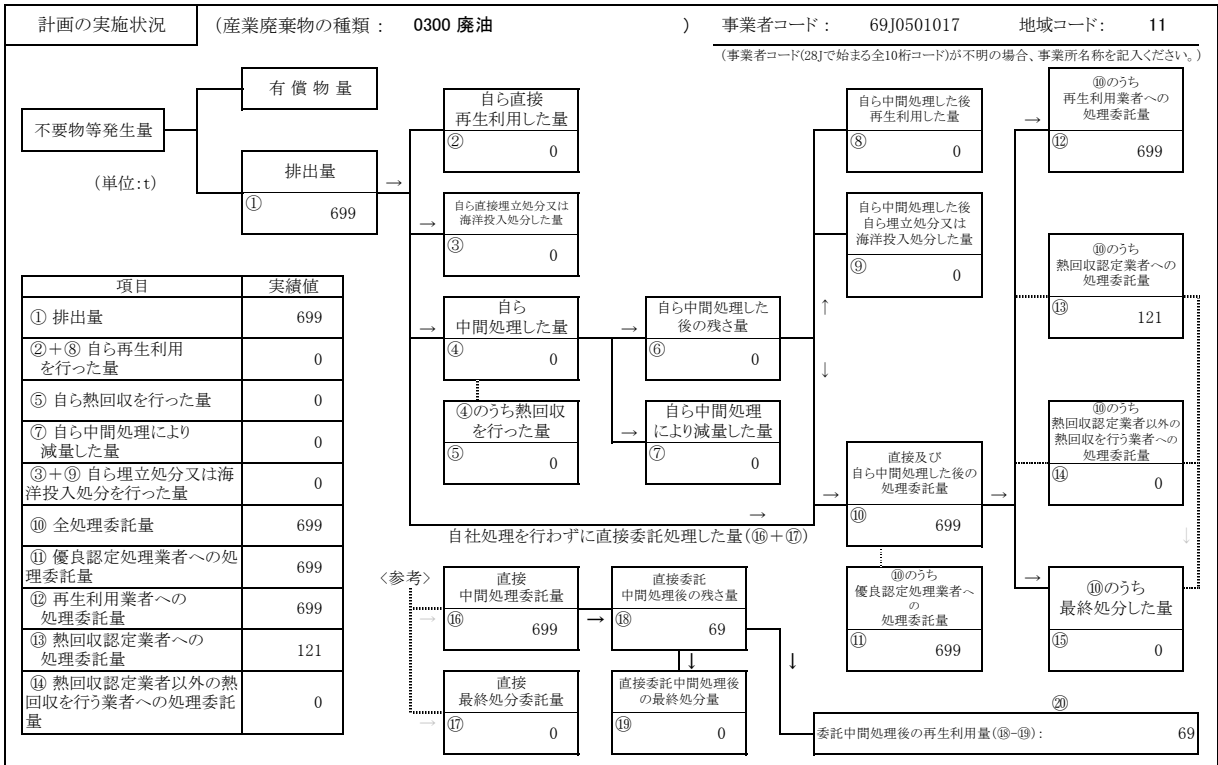 計画の実施状況 (産業廃棄物の種類： 0300 廃油 ) 事業者コード： 69J0501017 地域コード： 11
(事業者コード(28Jで始まる全10桁コード)が不明の場合、事業所名称を記入ください。)
不要物等発生量
(単位:t)
有償物量
排出量
①
699
→
自ら直接
再生利用した量
②
0
→
自ら直接埋立処分又は
海洋投入処分した量
③
0
→
自ら
中間処理した量
④
0
④のうち熱回収
を行った量
⑤
0
→
自ら中間処理した
後の残さ量
⑥
0
→
自ら中間処理
により減量した量
⑦
0
自ら中間処理した後
再生利用した量
⑧
0
自ら中間処理した後
自ら埋立処分又は
海洋投入処分した量
⑨
0
↑
↓
→
自社処理を行わずに直接委託処理した量(⑯＋⑰)
→
直接及び
自ら中間処理した後の
処理委託量
⑩
699
→
⑩のうち
優良認定処理業者へ
の
処理委託量
⑪
699
→
⑩のうち
再生利用業者への
処理委託量
⑫
699
⑩のうち
熱回収認定業者への
処理委託量
⑬
121
⑩のうち
熱回収認定業者以外の
熱回収を行う業者への
処理委託量
⑭
0
↓
→
⑩のうち
最終処分した量
⑮
0
項目 実績値
① 排出量 699
②＋⑧ 自ら再生利用
を行った量 0
⑤ 自ら熱回収を行った量 0
⑦ 自ら中間処理により
減量した量 0
③＋⑨ 自ら埋立処分又は海
洋投入処分を行った量 0
⑩ 全処理委託量 699
⑪ 優良認定処理業者への処
理委託量 699
⑫ 再生利用業者への
処理委託量 699
⑬ 熱回収認定業者への
処理委託量 121
⑭ 熱回収認定業者以外の熱
回収を行う業者への処理委託
量 0
〈参考〉
→
直接
中間処理委託量
⑯
699
→
直接委託
中間処理後の残さ量
⑱
69
↓
↓
→
直接
最終処分委託量
⑰
0
直接委託中間処理後
の最終処分量
⑲
0
⑳
委託中間処理後の再生利用量(⑱-⑲)： 69